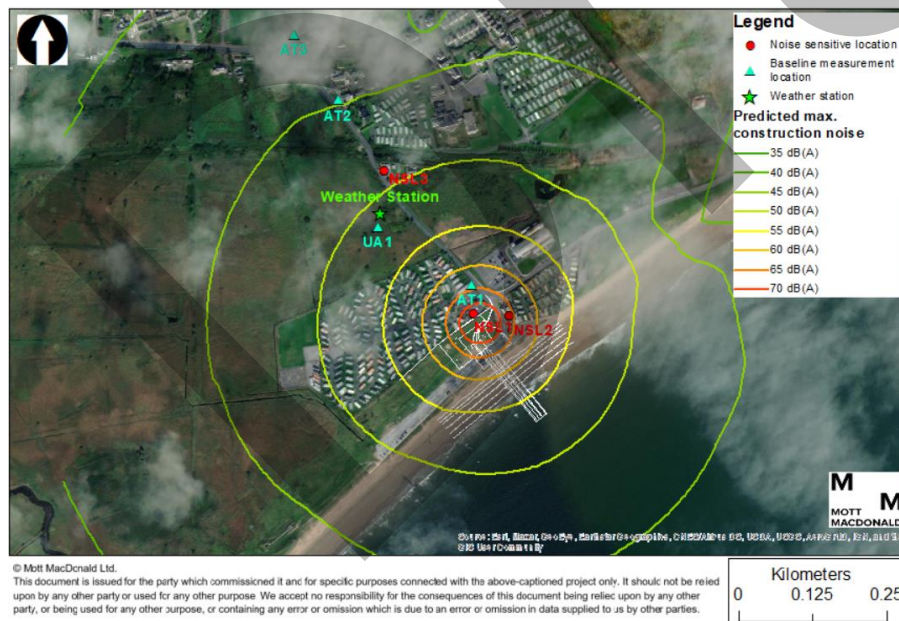 Legend
Noise sensitive location
Baseline measurement
location
Weather station
Predicted max.
construction noise
35 dB(A)
40 dB(A)
45 dB(A)
50 dB(A)
55 dB(A)
60 dB(A)
65 dB(A)
70 dB(A)
AT3
AT2
NSL3
Weather Station
UA1
AT1
NSL2
M
M
MOTT
MACDONALD
© Mott MacDonald Ltd.
This document is issued for the party which commissioned it and for specific purposes connected with the above-captioned project only. It should not be relied
upon by any other party or used for any other purpose. We accept no responsibility for the consequences of this document being relied upon by any other
party, or being used for any other purpose, or containing any error or omission which is due to an error or omission in data supplied to us by other parties.
Kilometers
0 0.125 0.25